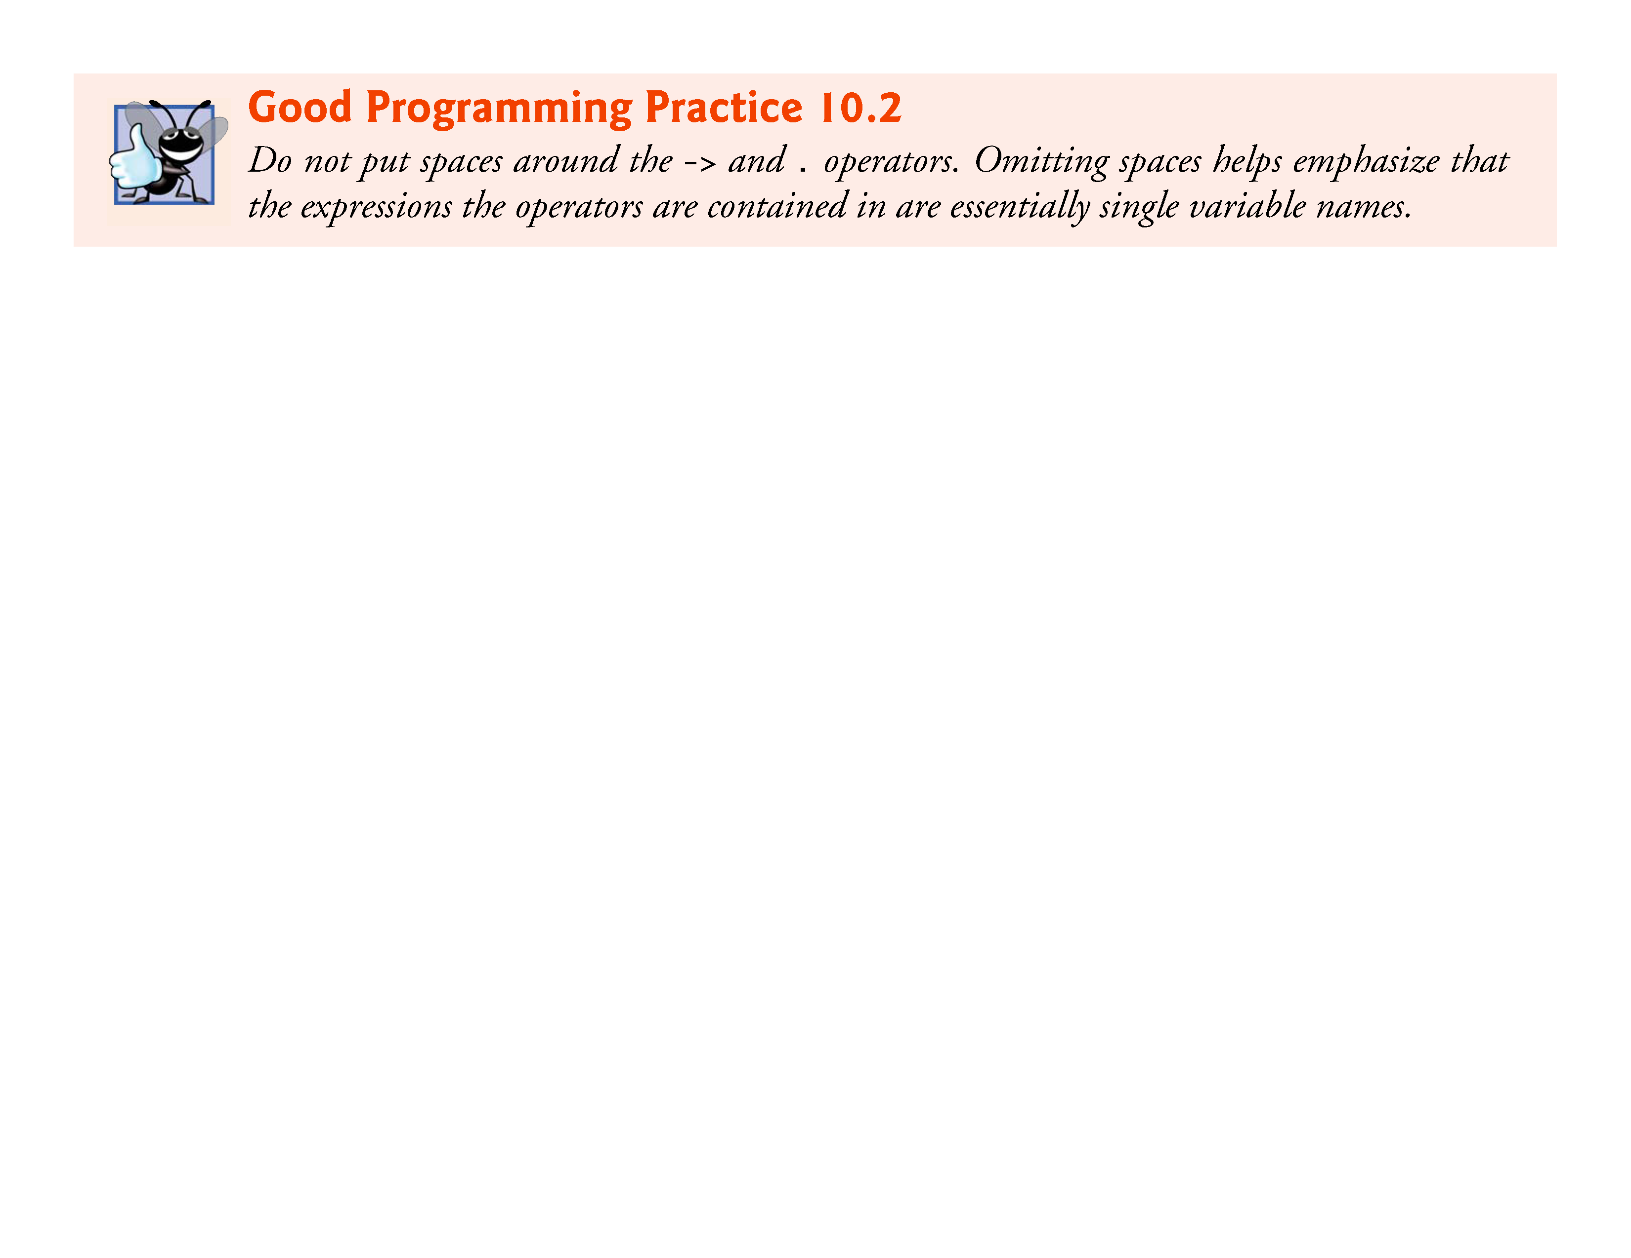 Good Programming Practice 10.2
Do not put spaces around the -> and . operators. Omitting spaces helps emphasize that
the expressions the operators are contained in are essentially single variable names.